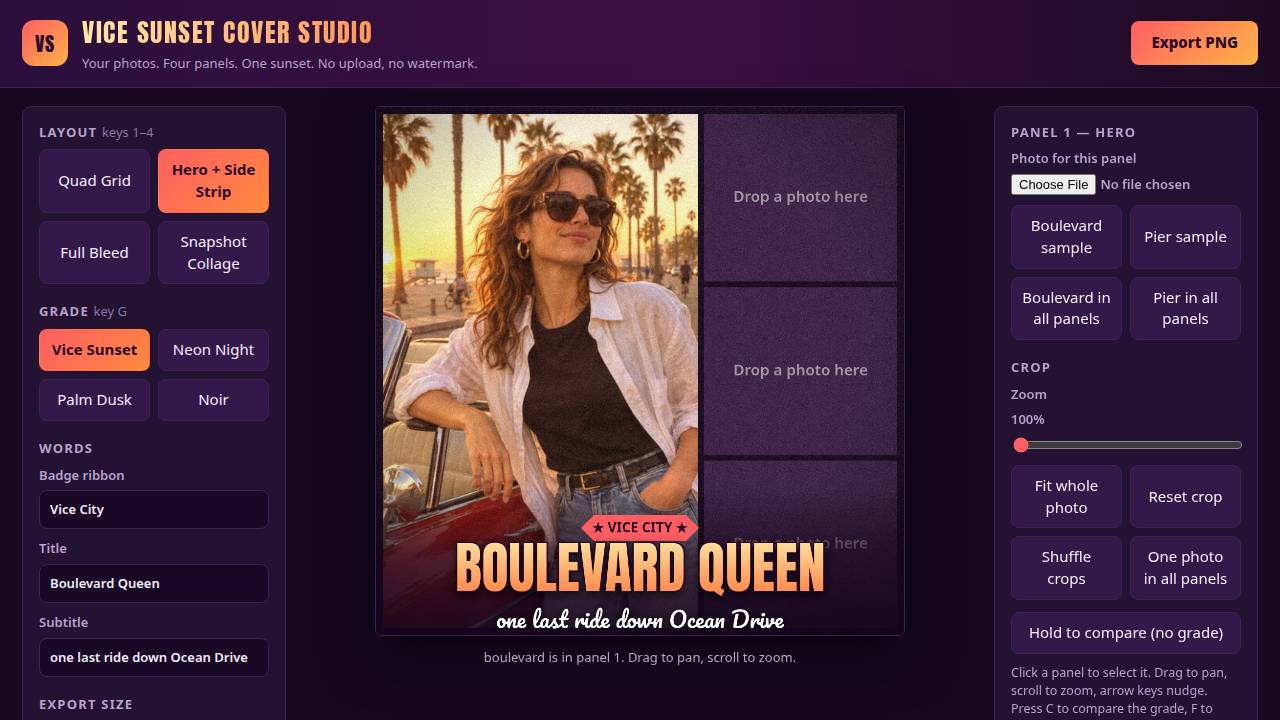 VS
VICE SUNSET COVER STUDIO
Your photos. Four panels. One sunset. No upload, no watermark.
Export PNG
LAYOUT keys 1–4
Quad Grid
Hero + Side
Strip
Full Bleed
Snapshot
Collage
GRADE key G
Vice Sunset
Neon Night
Palm Dusk
Noir
WORDS
Badge ribbon
Vice City
Title
Boulevard Queen
Subtitle
one last ride down Ocean Drive
EXPORT SIZE
Drop a photo here
Drop a photo here
Drop a photo here
★ VICE CITY ★
BOULEVARD QUEEN
one last ride down Ocean Drive
boulevard is in panel 1. Drag to pan, scroll to zoom.
PANEL 1 — HERO
Photo for this panel
Choose File No file chosen
Boulevard
sample
Pier sample
Boulevard in
all panels
Pier in all
panels
CROP
Zoom
100%
Fit whole
photo
Reset crop
Shuffle
crops
One photo
in all panels
Hold to compare (no grade)
Click a panel to select it. Drag to pan,
scroll to zoom, arrow keys nudge.
Press C to compare the grade, F to